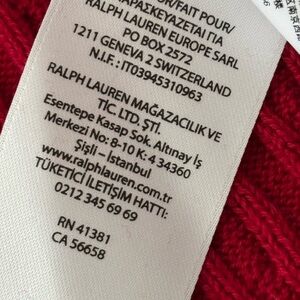 /FAIT POUR/
ΠΑΡΑΣΚΕΥΑΖΕΤΑΙ ΓΙΑ
RALPH LAUREN EUROPE SARL
PO BOX 2572
1211 GENEVA 2 SWITZERLAND
N.I.F. : IT03945310963
RALPH LAUREN MAĞAZACILIK VE
TİC. LTD. ŞTİ.
Esentepe Kasap Sok. Altınay İş
Merkezi No: 8-10 K: 4 34360
Şişli - İstanbul
www.ralphlauren.com.tr
TÜKETİCİ İLETİŞİM HATTI:
0212 345 69 69
RN 41381
CA 56658